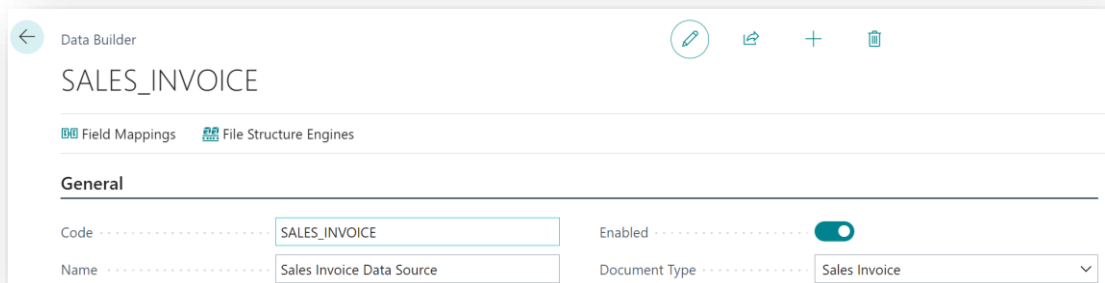 Data Builder
SALES_INVOICE
Field Mappings File Structure Engines
General
Code SALES_INVOICE Enabled
Name Sales Invoice Data Source Document Type Sales Invoice